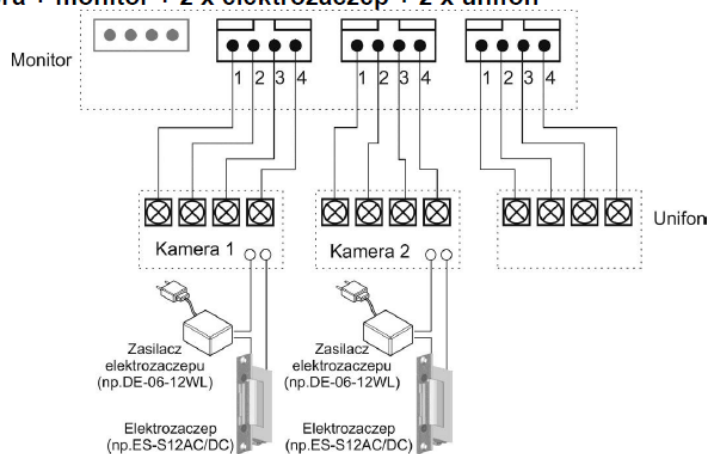 + monitor + 2 x elektrozaczep + 2 x unifon
Monitor
1 2 3 4
1 2 3 4
1 2 3 4
Kamera 1
Kamera 2
Unifon
Zasilacz
elektrozaczepu
(np.DE-06-12WL)
Zasilacz
elektrozaczepu
(np.DE-06-12WL)
Elektrozaczep
(np.ES-S12AC/DC)
Elektrozaczep
(np.ES-S12AC/DC)